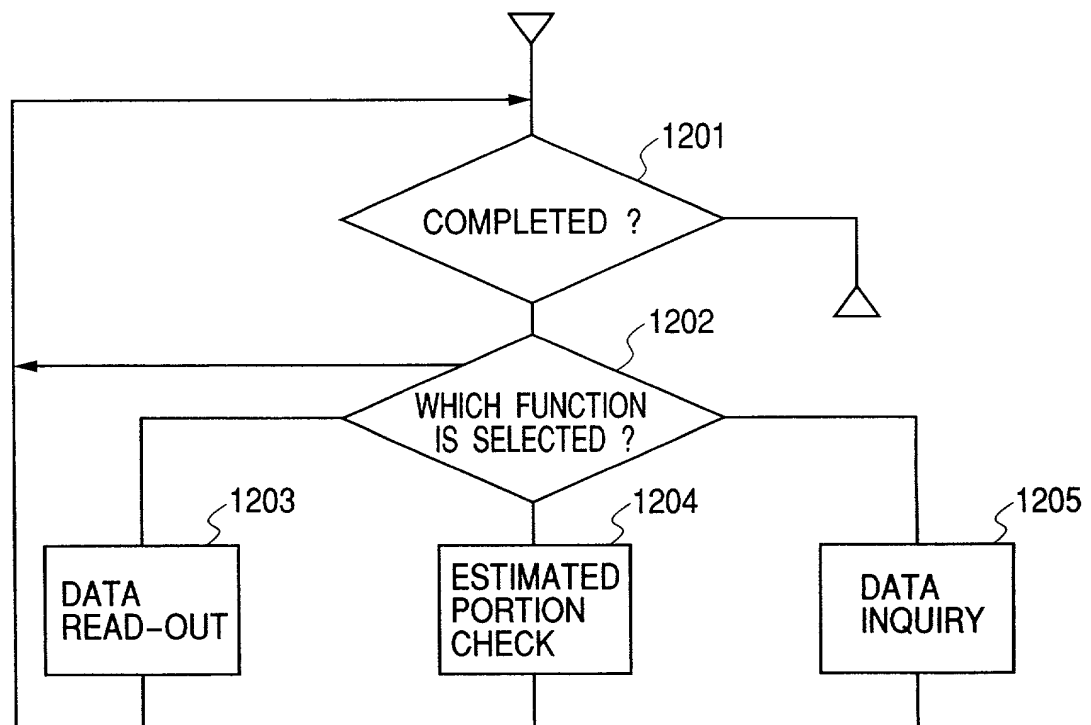 1201
COMPLETED ?
1202
WHICH FUNCTION
IS SELECTED ?
1203
DATA
READ-OUT
1204
ESTIMATED
PORTION
CHECK
1205
DATA
INQUIRY